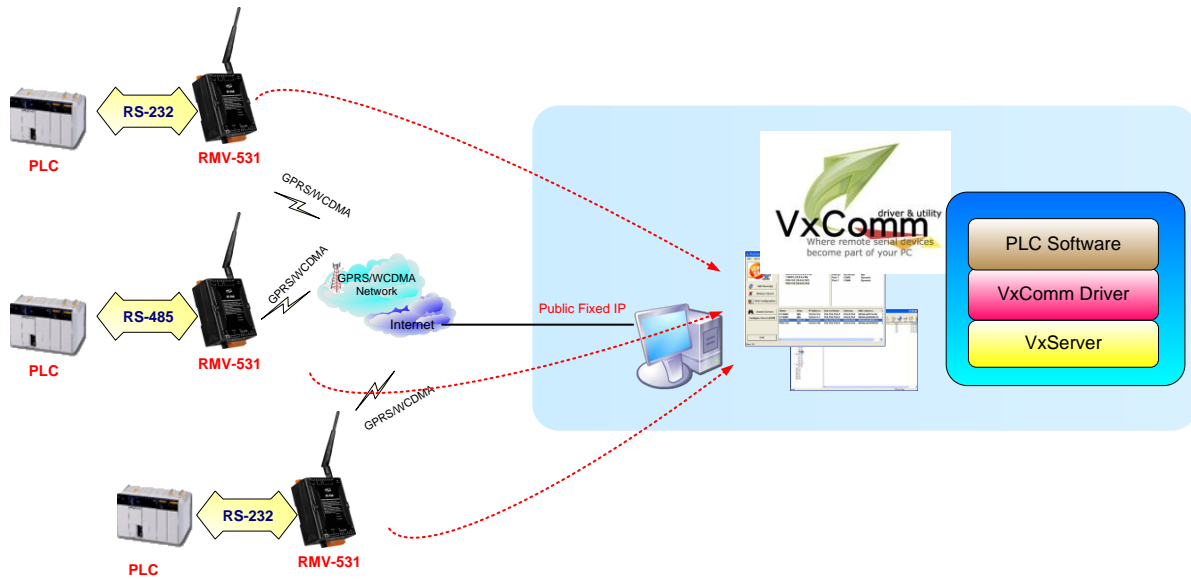 RS-232
PLC
RMV-531
GPRS/WCDMA
RS-485
PLC
RMV-531
GPRS/WCDMA
GPRS/WCDMA
Network
Internet
Public Fixed IP
GPRS/WCDMA
RS-232
PLC
RMV-531
VxComm
driver & utility
Where remote serial devices
become part of your PC
PLC Software
VxComm Driver
VxServer